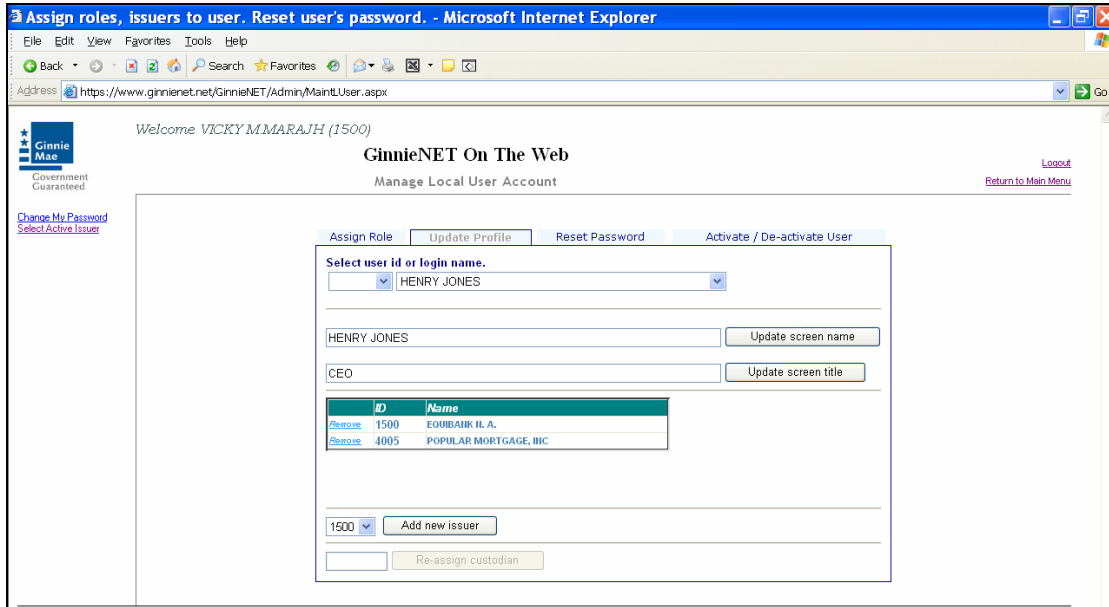 Assign roles, issuers to user. Reset user's password. - Microsoft Internet Explorer
File Edit View Favorites Tools Help
Back Search Favorites
Address https://www.ginnienet.net/GinnieNET/Admin/MaintLUser.aspx Go
Welcome VICKY M.MARAJH (1500)
Ginnie
Mae
Government
Guaranteed
GinnieNET On The Web
Logout
Manage Local User Account
Return to Main Menu
Change My Password
Select Active Issuer
Assign Role Update Profile Reset Password Activate / De-activate User
Select user id or login name.
HENRY JONES
HENRY JONES Update screen name
CEO Update screen title
ID Name
Remove 1500 EQUIBANK N. A.
Remove 4005 POPULAR MORTGAGE, INC
1500 Add new issuer
Re-assign custodian